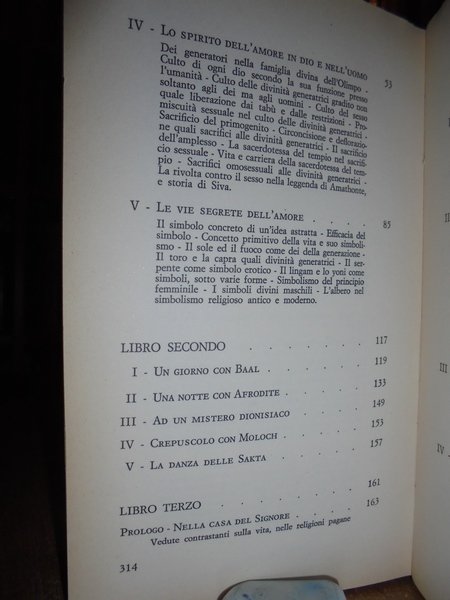 IV - Lo spirito dell'amore in Dio e nell'uomo 53
Dei generatori nella famiglia divina dell'Olimpo -
Culto di ogni dio secondo la sua funzione presso
l'umanità - Culto delle divinità generatrici gradito non
soltanto agli dei ma agli uomini - Culto del sesso
quale liberazione dai tabù e dalle restrizioni - Pro-
miscuità sessuale nel culto delle divinità generatrici -
Sacrificio del primogenito - Circoncisione e deflorazio-
ne quali sacrifici alle divinità generatrici - Il sacrificio
dell'amplesso - La sacerdotessa del tempio nel sacrifi-
cio sessuale - Vita e carriera della sacerdotessa del tem-
pio - Sacrifici omosessuali alle divinità generatrici -
La rivolta contro il sesso nella leggenda di Amathonte,
e storia di Siva.
V - Le vie segrete dell'amore . . . . 85
Il simbolo concreto di un'idea astratta - Efficacia del
simbolo - Concetto primitivo della vita e suo simboli-
smo - Il sole ed il fuoco come dei della generazione -
Il toro e la capra quali divinità generatrici - Il ser-
pente come simbolo erotico - Il lingam e lo yoni come
simboli, sotto varie forme - Simbolismo del principio
femminile - I simboli divini maschili - L'albero nel
simbolismo religioso antico e moderno.
LIBRO SECONDO . . . . . . 117
I - Un giorno con Baal . . . . . 119
II - Una notte con Afrodite . . . . 133
III - Ad un mistero dionisiaco . . . . 149
IV - Crepuscolo con Moloch . . . . . 153
V - La danza delle Sakta . . . . . 157
LIBRO TERZO . . . . . . . 161
Prologo - Nella casa del Signore . . . . 163
Vedute contrastanti sulla vita, nelle religioni pagane
314
II
III
IV -